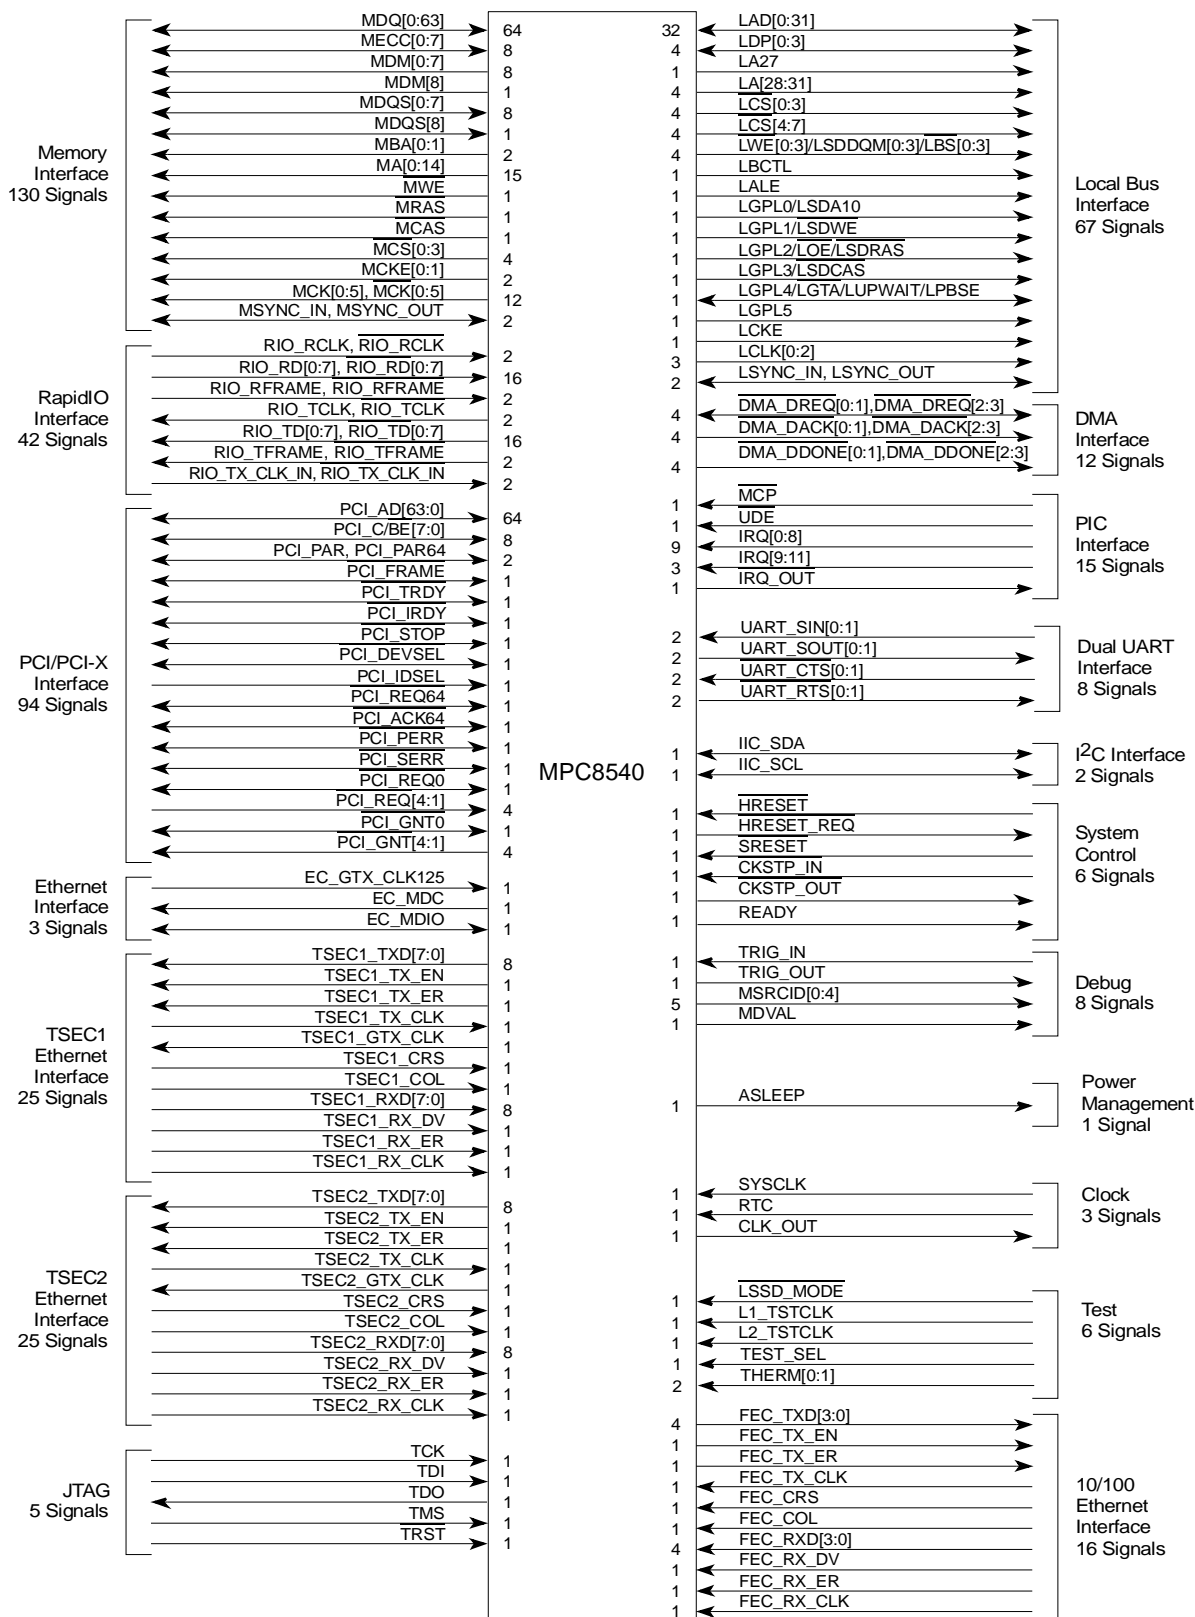 MDQ[0:63]
64
MECC[0:7]
8
MDM[0:7]
8
MDM[8]
1
MDQS[0:7]
8
MDQS[8]
1
MBA[0:1]
2
MA[0:14]
15
MWE
1
MRAS
1
MCAS
1
MCS[0:3]
4
MCKE[0:1]
2
MCK[0:5], MCK[0:5]
12
MSYNC_IN, MSYNC_OUT
2
Memory
Interface
130 Signals
RIO_RCLK, RIO_RCLK
2
RIO_RD[0:7], RIO_RD[0:7]
16
RIO_RFRAME, RIO_RFRAME
2
RIO_TCLK, RIO_TCLK
2
RIO_TD[0:7], RIO_TD[0:7]
16
RIO_TFRAME, RIO_TFRAME
2
RIO_TX_CLK_IN, RIO_TX_CLK_IN
2
RapidIO
Interface
42 Signals
PCI_AD[63:0]
64
PCI_C/BE[7:0]
8
PCI_PAR, PCI_PAR64
2
PCI_FRAME
1
PCI_TRDY
1
PCI_IRDY
1
PCI_STOP
1
PCI_DEVSEL
1
PCI_IDSEL
1
PCI_REQ64
1
PCI_ACK64
1
PCI_PERR
1
PCI_SERR
1
PCI_REQ0
1
PCI_REQ[4:1]
4
PCI_GNT0
1
PCI_GNT[4:1]
4
PCI/PCI-X
Interface
94 Signals
EC_GTX_CLK125
1
EC_MDC
1
EC_MDIO
1
Ethernet
Interface
3 Signals
TSEC1_TXD[7:0]
8
TSEC1_TX_EN
1
TSEC1_TX_ER
1
TSEC1_TX_CLK
1
TSEC1_GTX_CLK
1
TSEC1_CRS
1
TSEC1_COL
1
TSEC1_RXD[7:0]
8
TSEC1_RX_DV
1
TSEC1_RX_ER
1
TSEC1_RX_CLK
1
TSEC1
Ethernet
Interface
25 Signals
TSEC2_TXD[7:0]
8
TSEC2_TX_EN
1
TSEC2_TX_ER
1
TSEC2_TX_CLK
1
TSEC2_GTX_CLK
1
TSEC2_CRS
1
TSEC2_COL
1
TSEC2_RXD[7:0]
8
TSEC2_RX_DV
1
TSEC2_RX_ER
1
TSEC2_RX_CLK
1
TSEC2
Ethernet
Interface
25 Signals
TCK
1
TDI
1
TDO
1
TMS
1
TRST
1
JTAG
5 Signals
MPC8540
32
LAD[0:31]
4
LDP[0:3]
1
LA27
4
LA[28:31]
4
LCS[0:3]
4
LCS[4:7]
4
LWE[0:3]/LSDDQM[0:3]/LBS[0:3]
1
LBCTL
1
LALE
1
LGPL0/LSDA10
1
LGPL1/LSDWE
1
LGPL2/LOE/LSDRAS
1
LGPL3/LSDCAS
1
LGPL4/LGTA/LUPWAIT/LPBSE
1
LGPL5
1
LCKE
3
LCLK[0:2]
2
LSYNC_IN, LSYNC_OUT
Local Bus
Interface
67 Signals
4
DMA_DREQ[0:1],DMA_DREQ[2:3]
4
DMA_DACK[0:1],DMA_DACK[2:3]
4
DMA_DDONE[0:1],DMA_DDONE[2:3]
DMA
Interface
12 Signals
1
MCP
1
UDE
9
IRQ[0:8]
3
IRQ[9:11]
1
IRQ_OUT
PIC
Interface
15 Signals
2
UART_SIN[0:1]
2
UART_SOUT[0:1]
2
UART_CTS[0:1]
2
UART_RTS[0:1]
Dual UART
Interface
8 Signals
1
IIC_SDA
1
IIC_SCL
I2C Interface
2 Signals
1
HRESET
1
HRESET_REQ
1
SRESET
1
CKSTP_IN
1
CKSTP_OUT
1
READY
System
Control
6 Signals
1
TRIG_IN
1
TRIG_OUT
5
MSRCID[0:4]
1
MDVAL
Debug
8 Signals
1
ASLEEP
Power
Management
1 Signal
1
SYSCLK
1
RTC
1
CLK_OUT
Clock
3 Signals
1
LSSD_MODE
1
L1_TSTCLK
1
L2_TSTCLK
1
TEST_SEL
2
THERM[0:1]
Test
6 Signals
4
FEC_TXD[3:0]
1
FEC_TX_EN
1
FEC_TX_ER
1
FEC_TX_CLK
1
FEC_CRS
1
FEC_COL
4
FEC_RXD[3:0]
1
FEC_RX_DV
1
FEC_RX_ER
1
FEC_RX_CLK
10/100
Ethernet
Interface
16 Signals